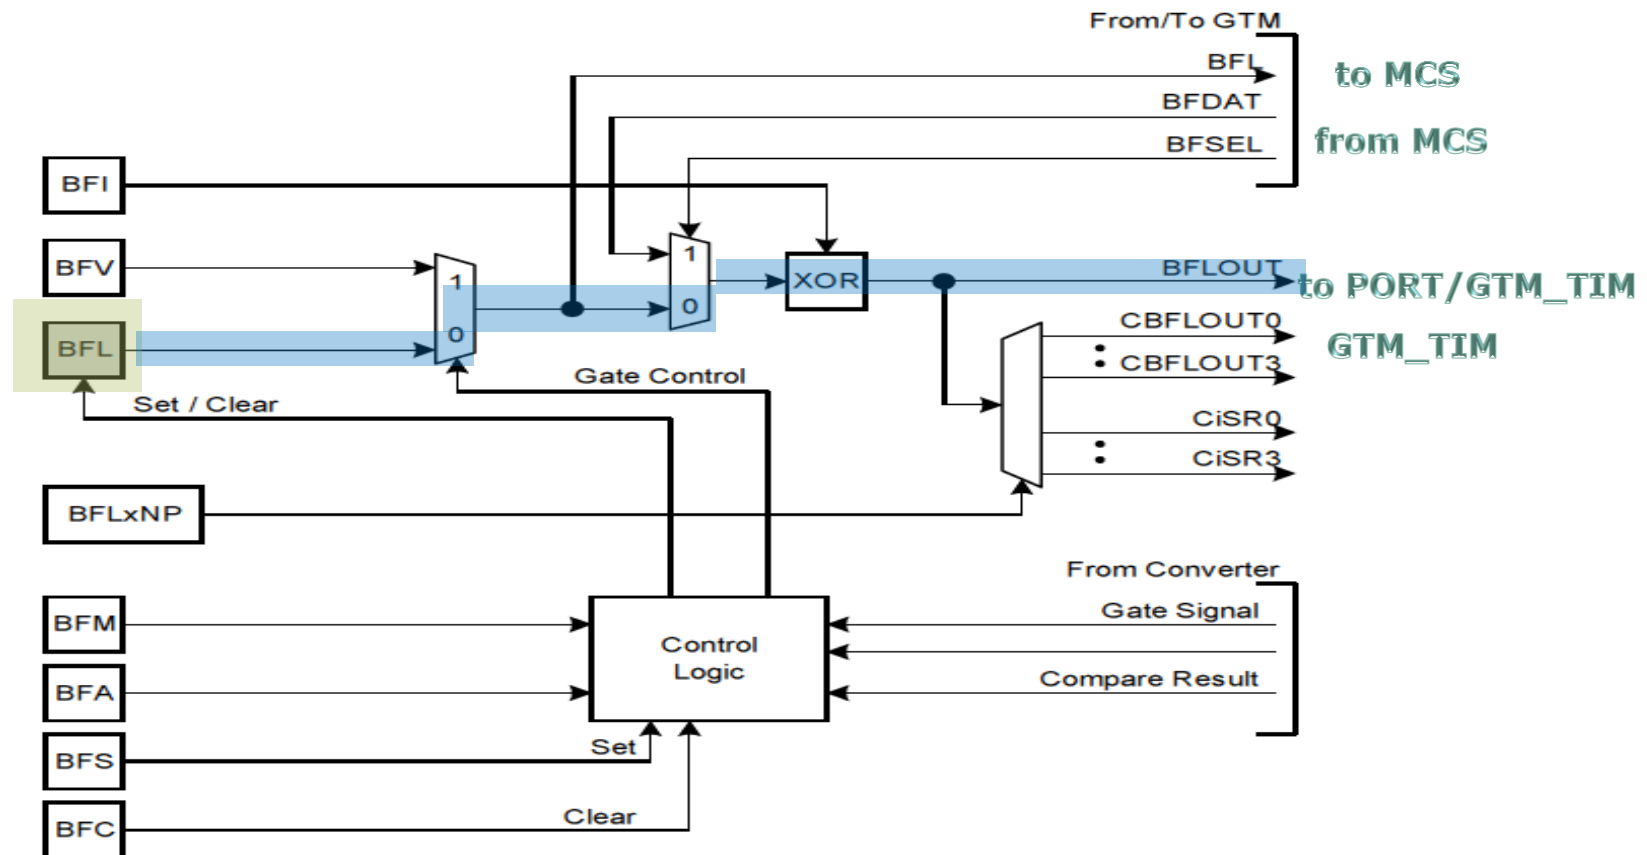 From/To GTM
BFL
to MCS
BFDAT
from MCS
BFSEL
BFI
BFV
1
1
XOR
BFLOUT
to PORT/GTM_TIM
0
0
BFL
CBFLOUT0
GTM_TIM
CBFLOUT3
Gate Control
Set / Clear
CiSR0
CiSR3
BFLxNP
From Converter
BFM
Gate Signal
Control
Logic
BFA
Compare Result
BFS
Set
BFC
Clear